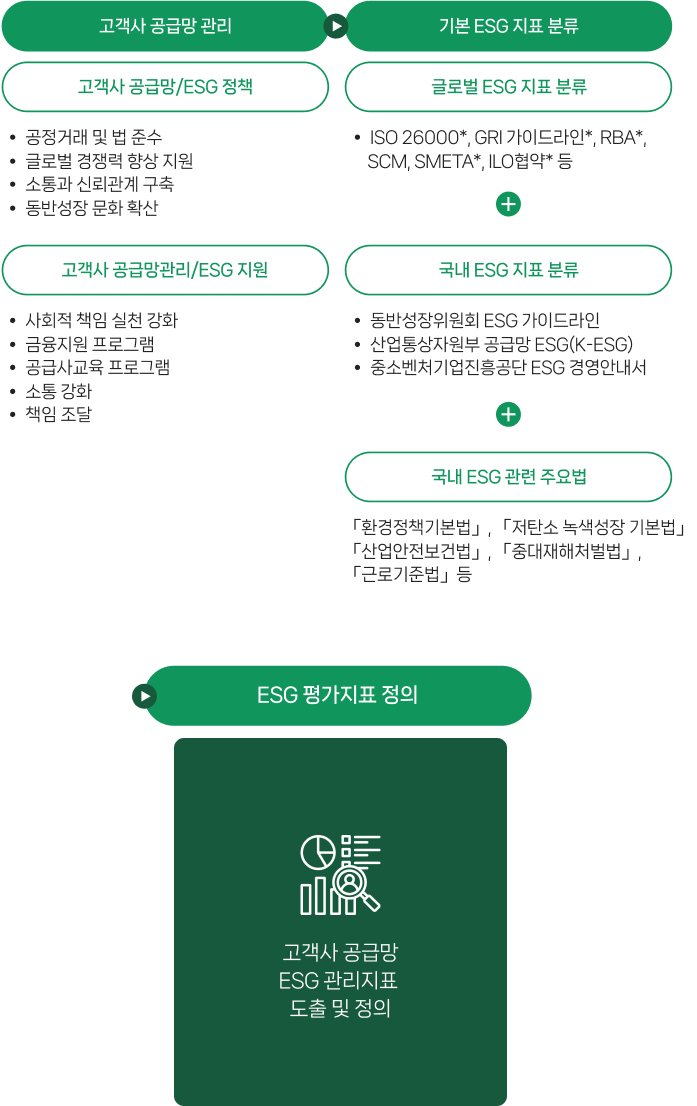 고객사 공급망 관리
고객사 공급망/ESG 정책
• 공정거래 및 법 준수
• 글로벌 경쟁력 향상 지원
• 소통과 신뢰관계 구축
• 동반성장 문화 확산
고객사 공급망관리/ESG 지원
• 사회적 책임 실천 강화
• 금융지원 프로그램
• 공급사교육 프로그램
• 소통 강화
• 책임 조달
기본 ESG 지표 분류
글로벌 ESG 지표 분류
• ISO 26000*, GRI 가이드라인*, RBA*,
SCM, SMETA*, ILO협약* 등
국내 ESG 지표 분류
• 동반성장위원회 ESG 가이드라인
• 산업통상자원부 공급망 ESG(K-ESG)
• 중소벤처기업진흥공단 ESG 경영안내서
국내 ESG 관련 주요법
「환경정책기본법」, 「저탄소 녹색성장 기본법」
「산업안전보건법」, 「중대재해처벌법」,
「근로기준법」 등
ESG 평가지표 정의
고객사 공급망
ESG 관리지표
도출 및 정의